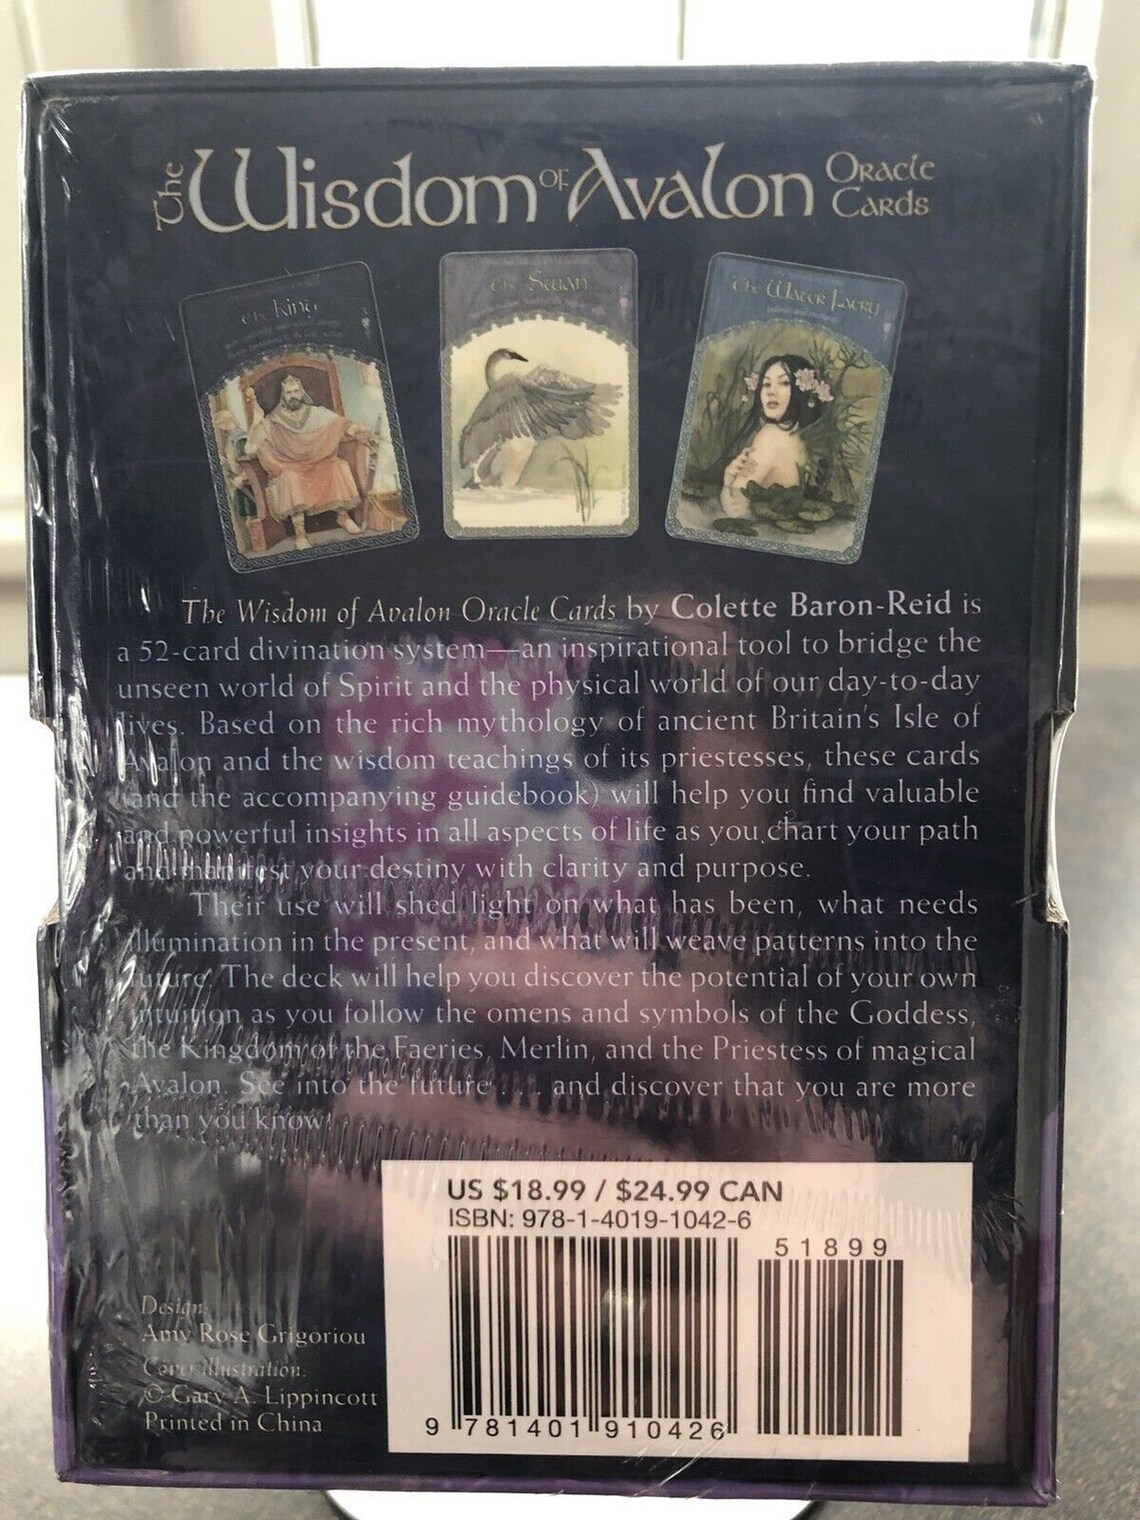 The Wisdom of Avalon Oracle Cards
The King
The Swan
The Water Faery
The Wisdom of Avalon Oracle Cards by Colette Baron-Reid is
a 52-card divination system—an inspirational tool to bridge the
unseen world of Spirit and the physical world of our day-to-day
lives. Based on the rich mythology of ancient Britain's Isle of
Avalon and the wisdom teachings of its priestesses, these cards
(and the accompanying guidebook) will help you find valuable
and powerful insights in all aspects of life as you chart your path
and manifest your destiny with clarity and purpose.
Their use will shed light on what has been, what needs
illumination in the present, and what will weave patterns into the
future. The deck will help you discover the potential of your own
intuition as you follow the omens and symbols of the Goddess,
the Kingdom of the Faeries, Merlin, and the Priestess of magical
Avalon. See into the future . . . and discover that you are more
than you know!
US $18.99 / $24.99 CAN
ISBN: 978-1-4019-1042-6
51899
9 781401 910426
Design:
Amy Rose Grigoriou
Cover illustration:
© Gary A. Lippincott
Printed in China